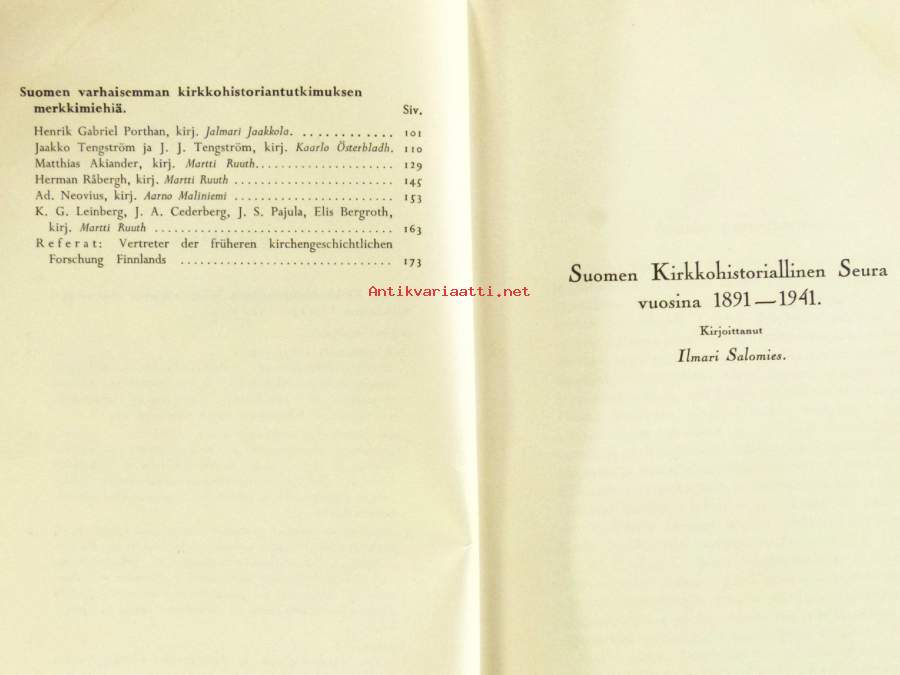 Suomen varhaisemman kirkkohistoriantutkimuksen
merkkimiehiä. Siv.
Henrik Gabriel Porthan, kirj. Jalmari Jaakkola. ............ 101
Jaakko Tengström ja J. J. Tengström, kirj. Kaarlo Österbladh. 110
Matthias Akiander, kirj. Martti Ruuth.................... 129
Herman Råbergh, kirj. Martti Ruuth ....................... 145
Ad. Neovius, kirj. Aarno Maliniemi ....................... 153
K. G. Leinberg, J. A. Cederberg, J. S. Pajula, Elis Bergroth,
kirj. Martti Ruuth .................................. 163
Referat: Vertreter der früheren kirchengeschichtlichen
Forschung Finnlands .............................. 173
Antikvariaatti.net
Suomen Kirkkohistoriallinen Seura
vuosina 1891—1941.
Kirjoittanut
Ilmari Salomies.